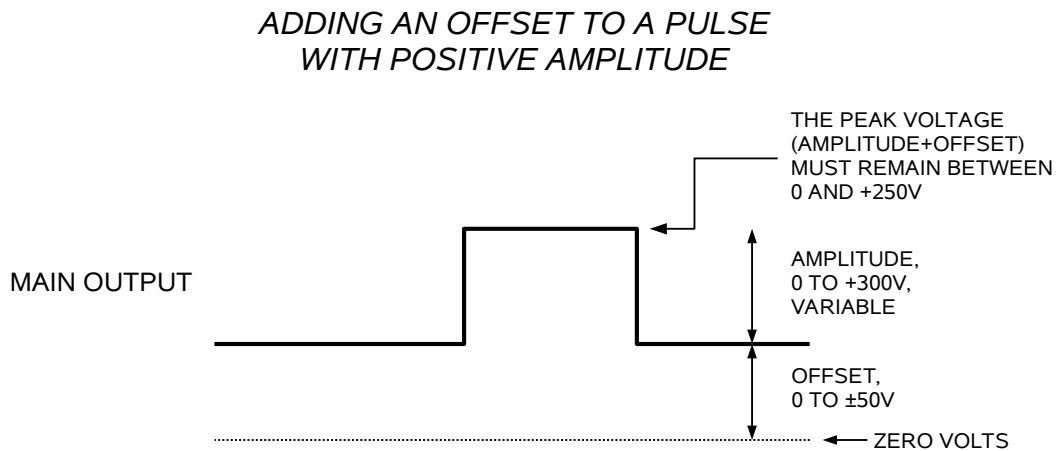 ADDING AN OFFSET TO A PULSE
WITH POSITIVE AMPLITUDE
THE PEAK VOLTAGE
(AMPLITUDE+OFFSET)
MUST REMAIN BETWEEN
0 AND +250V
MAIN OUTPUT
AMPLITUDE,
0 TO +300V,
VARIABLE
OFFSET,
0 TO ±50V
ZERO VOLTS